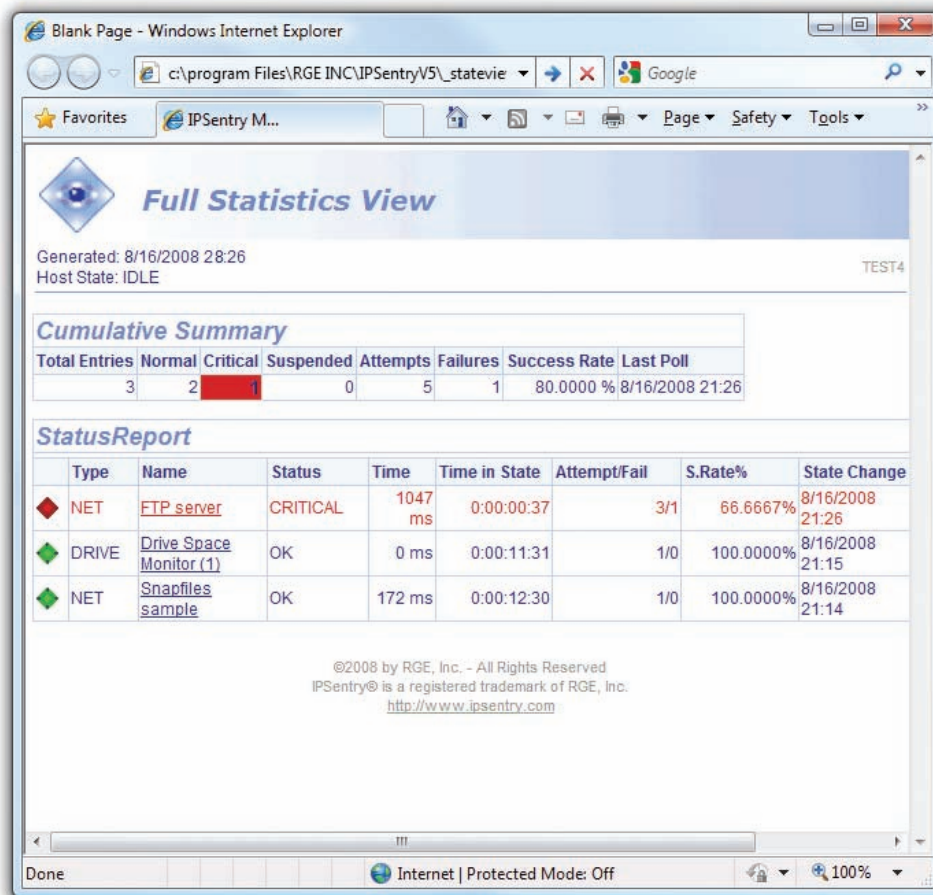 Blank Page - Windows Internet Explorer
c:\program Files\RGE INC\IPSentryV5\_statevie
Google
Favorites
IPSentry M...
Page
Safety
Tools
Full Statistics View
Generated: 8/16/2008 28:26
Host State: IDLE
TEST4
Cumulative Summary
Total Entries Normal Critical Suspended Attempts Failures Success Rate Last Poll
3 2 1 0 5 1 80.0000 % 8/16/2008 21:26
StatusReport
Type Name Status Time Time in State Attempt/Fail S.Rate% State Change
NET FTP server CRITICAL 1047 ms 0:00:00:37 3/1 66.6667% 8/16/2008 21:26
DRIVE Drive Space Monitor (1) OK 0 ms 0:00:11:31 1/0 100.0000% 8/16/2008 21:15
NET Snapfiles sample OK 172 ms 0:00:12:30 1/0 100.0000% 8/16/2008 21:14
©2008 by RGE, Inc. - All Rights Reserved
IPSentry® is a registered trademark of RGE, Inc.
http://www.ipsentry.com
Done
Internet | Protected Mode: Off
100%